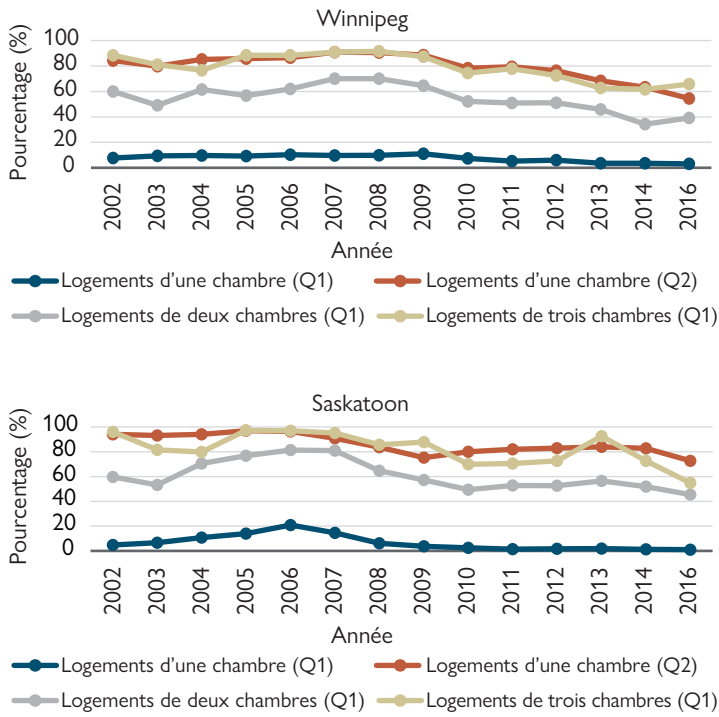 Winnipeg
Pourcentage (%)
100
80
60
40
20
0
2002 2003 2004 2005 2006 2007 2008 2009 2010 2011 2012 2013 2014 2016
Année
Logements d’une chambre (Q1) Logements d’une chambre (Q2)
Logements de deux chambres (Q1) Logements de trois chambres (Q1)
Saskatoon
Pourcentage (%)
100
80
60
40
20
0
2002 2003 2004 2005 2006 2007 2008 2009 2010 2011 2012 2013 2014 2016
Année
Logements d’une chambre (Q1) Logements d’une chambre (Q2)
Logements de deux chambres (Q1) Logements de trois chambres (Q1)